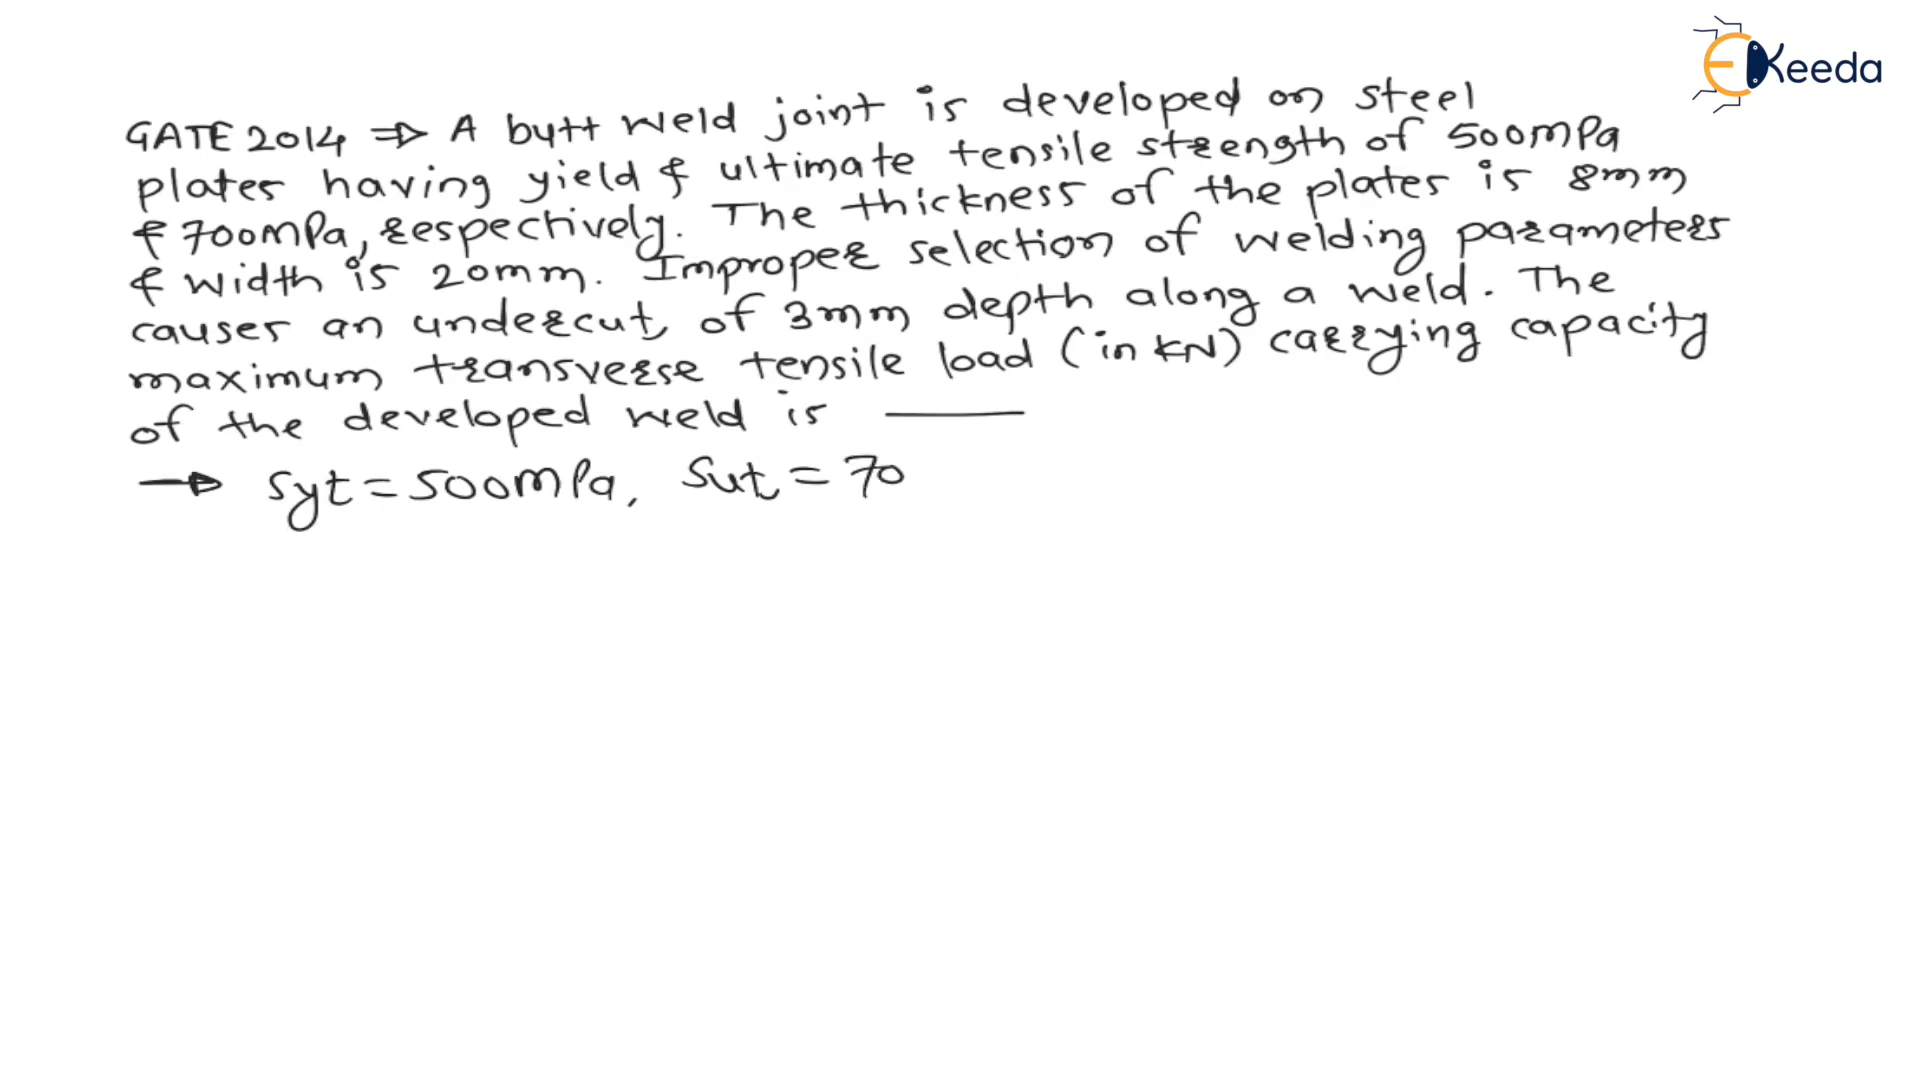 EKeeda
GATE 2014 ⇒ A butt weld joint is developed on steel
plates having yield & ultimate tensile strength of 500MPa
& 700MPa, respectively. The thickness of the plates is 8mm
& width is 20mm. Improper selection of welding parameters
causes an undercut of 3mm depth along a weld. The
maximum transverse tensile load (in KN) carrying capacity
of the developed weld is ____
→ Syt = 500MPa, Sut = 70